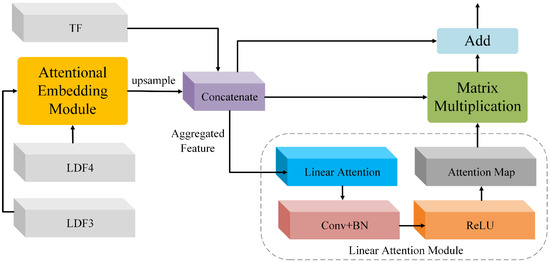 TF
Add
Attentional
Embedding
Module
upsample
Concatenate
Matrix
Multiplication
Aggregated
Feature
LDF4
Linear Attention
Attention Map
LDF3
Conv+BN
ReLU
Linear Attention Module